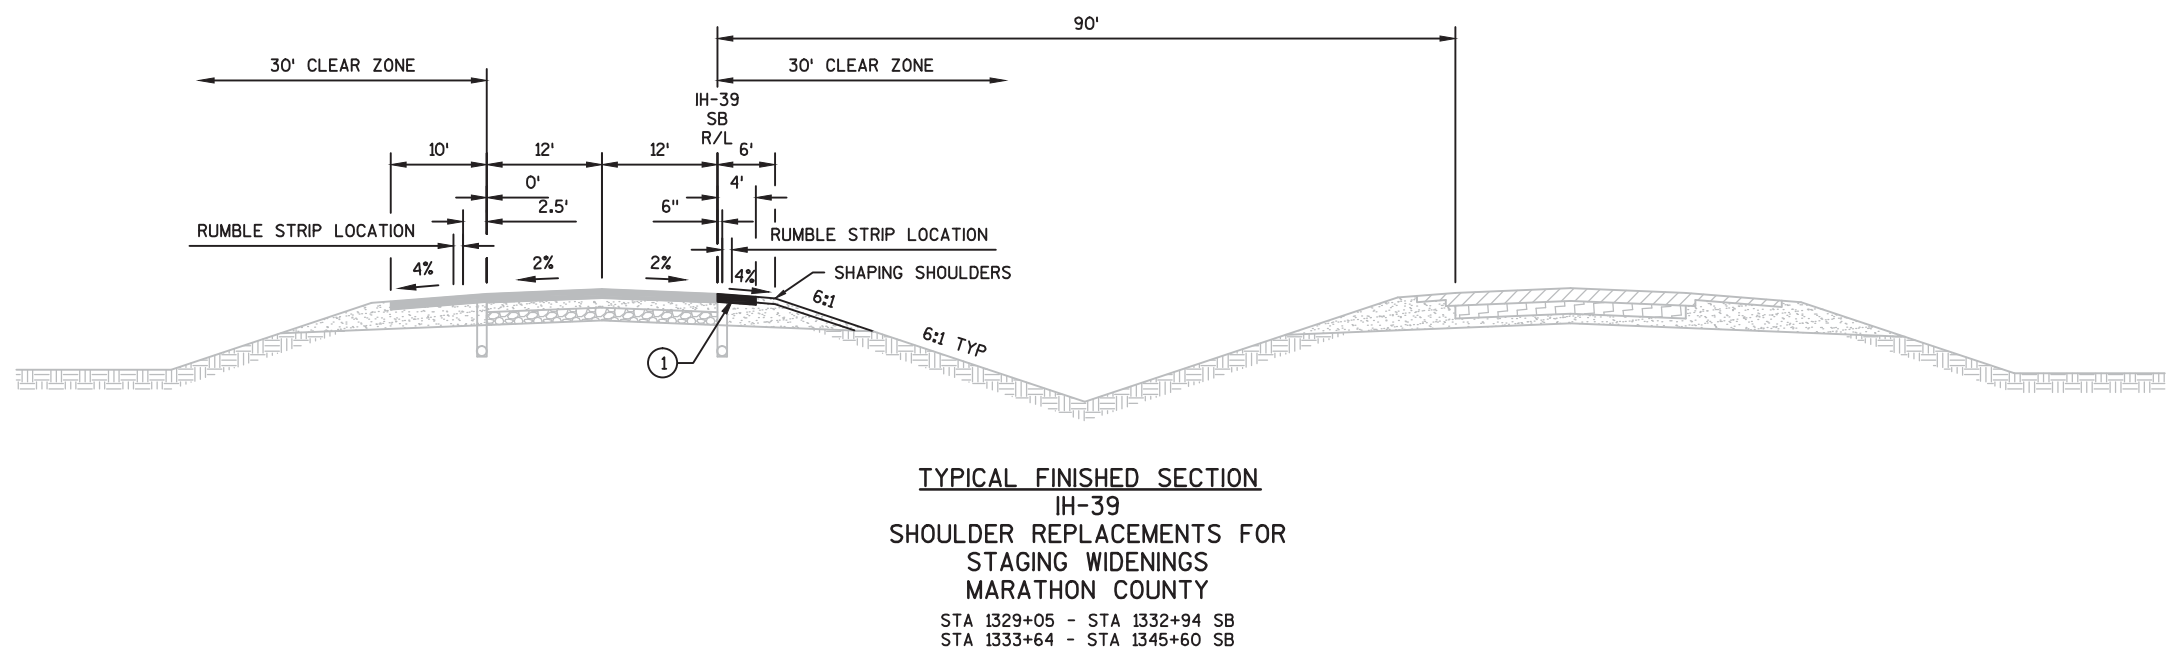 90'
30' CLEAR ZONE
30' CLEAR ZONE
IH-39
SB
R/L
10'
12'
12'
6'
0'
4'
2.5'
6"
RUMBLE STRIP LOCATION
RUMBLE STRIP LOCATION
4%
2%
2%
4%
SHAPING SHOULDERS
6:1
6:1 TYP
1
TYPICAL FINISHED SECTION
IH-39
SHOULDER REPLACEMENTS FOR
STAGING WIDENINGS
MARATHON COUNTY
STA 1329+05 - STA 1332+94 SB
STA 1333+64 - STA 1345+60 SB